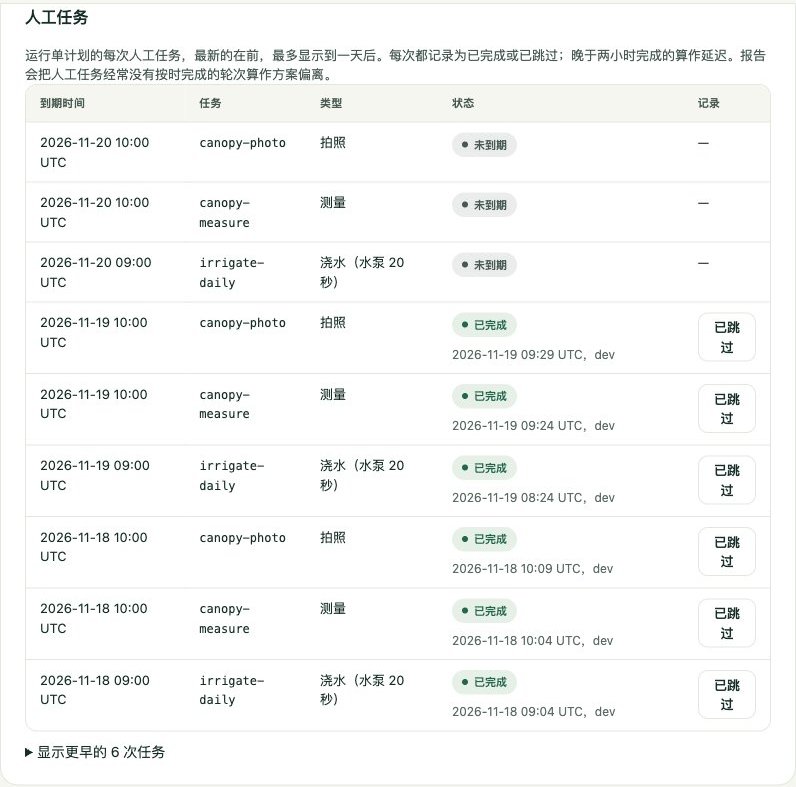 人工任务
运行单计划的每次人工任务，最新的在前，最多显示到一天后。每次都记录为已完成或已跳过；晚于两小时完成的算作延迟。报告
会把人工任务经常没有按时完成的轮次算作方案偏离。
到期时间 任务 类型 状态 记录
2026-11-20 10:00 UTC canopy-photo 拍照 未到期 —
2026-11-20 10:00 UTC canopy-measure 测量 未到期 —
2026-11-20 09:00 UTC irrigate-daily 浇水（水泵 20 秒） 未到期 —
2026-11-19 10:00 UTC canopy-photo 拍照 已完成 已跳过
2026-11-19 09:29 UTC，dev
2026-11-19 10:00 UTC canopy-measure 测量 已完成 已跳过
2026-11-19 09:24 UTC，dev
2026-11-19 09:00 UTC irrigate-daily 浇水（水泵 20 秒） 已完成 已跳过
2026-11-19 08:24 UTC，dev
2026-11-18 10:00 UTC canopy-photo 拍照 已完成 已跳过
2026-11-18 10:09 UTC，dev
2026-11-18 10:00 UTC canopy-measure 测量 已完成 已跳过
2026-11-18 10:04 UTC，dev
2026-11-18 09:00 UTC irrigate-daily 浇水（水泵 20 秒） 已完成 已跳过
2026-11-18 09:04 UTC，dev
▶ 显示更早的 6 次任务